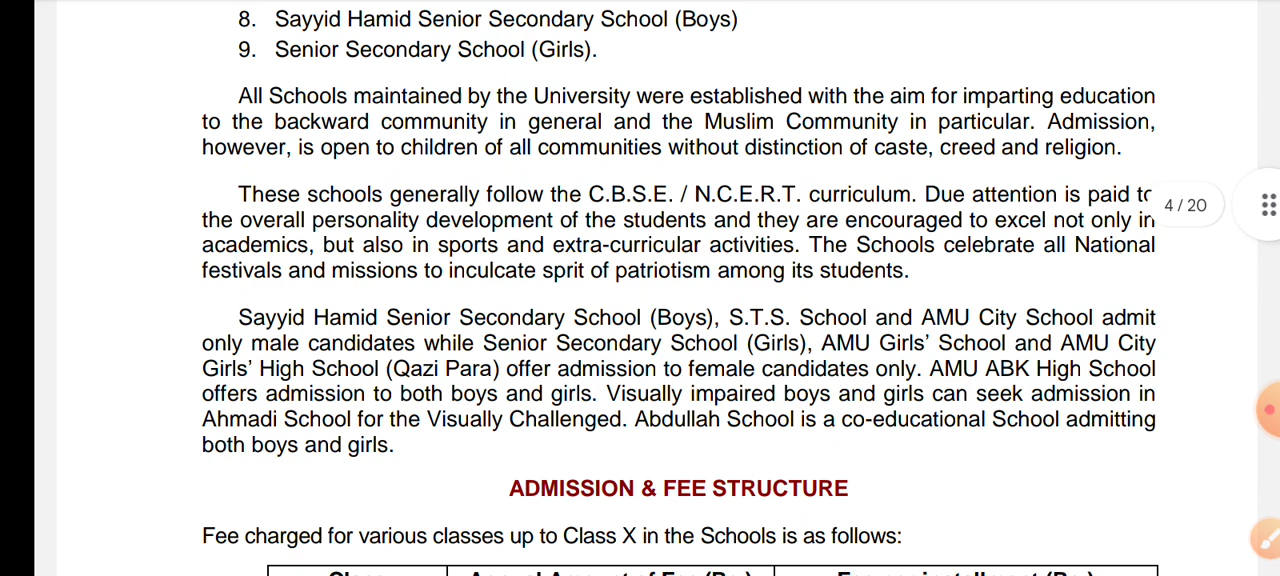 8. Sayyid Hamid Senior Secondary School (Boys)
9. Senior Secondary School (Girls).
All Schools maintained by the University were established with the aim for imparting education
to the backward community in general and the Muslim Community in particular. Admission,
however, is open to children of all communities without distinction of caste, creed and religion.
These schools generally follow the C.B.S.E. / N.C.E.R.T. curriculum. Due attention is paid to
the overall personality development of the students and they are encouraged to excel not only in
academics, but also in sports and extra-curricular activities. The Schools celebrate all National
festivals and missions to inculcate sprit of patriotism among its students.
4 / 20
Sayyid Hamid Senior Secondary School (Boys), S.T.S. School and AMU City School admit
only male candidates while Senior Secondary School (Girls), AMU Girls' School and AMU City
Girls' High School (Qazi Para) offer admission to female candidates only. AMU ABK High School
offers admission to both boys and girls. Visually impaired boys and girls can seek admission in
Ahmadi School for the Visually Challenged. Abdullah School is a co-educational School admitting
both boys and girls.
ADMISSION & FEE STRUCTURE
Fee charged for various classes up to Class X in the Schools is as follows:
Class Annual Amount of Fee (Rs.)